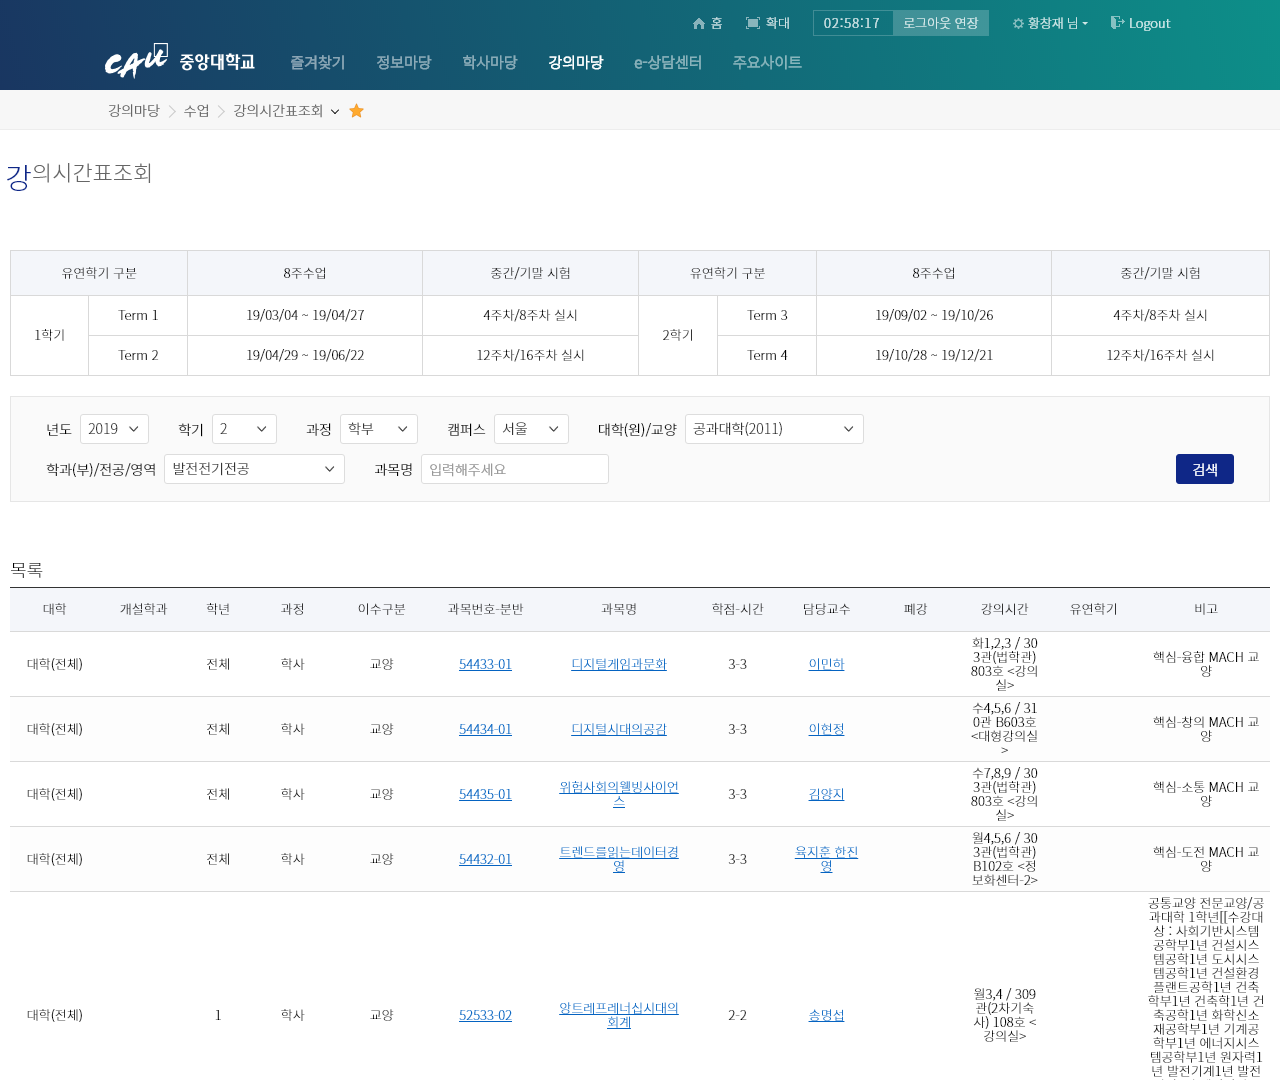 홈 확대 02:58:17 로그아웃 연장 황창재 님 Logout
CAU 중앙대학교 즐겨찾기 정보마당 학사마당 강의마당 e-상담센터 주요사이트
강의마당 수업 강의시간표조회
강의시간표조회
유연학기 구분 8주수업 중간/기말 시험 유연학기 구분 8주수업 중간/기말 시험
1학기 Term 1 19/03/04 ~ 19/04/27 4주차/8주차 실시 2학기 Term 3 19/09/02 ~ 19/10/26 4주차/8주차 실시
Term 2 19/04/29 ~ 19/06/22 12주차/16주차 실시 Term 4 19/10/28 ~ 19/12/21 12주차/16주차 실시
년도 2019 학기 2 과정 학부 캠퍼스 서울 대학(원)/교양 공과대학(2011)
학과(부)/전공/영역 발전전기전공 과목명 입력해주세요 검색
목록
대학 개설학과 학년 과정 이수구분 과목번호-분반 과목명 학점-시간 담당교수 폐강 강의시간 유연학기 비고
대학(전체) 전체 학사 교양 54433-01 디지털게임과문화 3-3 이민하
화1,2,3 / 30
3관(법학관)
803호 <강의
실>
핵심-융합 MACH 교
양
대학(전체) 전체 학사 교양 54434-01 디지털시대의공감 3-3 이현정
수4,5,6 / 31
0관 B603호
<대형강의실
>
핵심-창의 MACH 교
양
대학(전체) 전체 학사 교양 54435-01
위험사회의웰빙사이언
스
3-3 김양지
수7,8,9 / 30
3관(법학관)
803호 <강의
실>
핵심-소통 MACH 교
양
대학(전체) 전체 학사 교양 54432-01
트렌드를읽는데이터경
영
3-3
육지훈 한진
영
월4,5,6 / 30
3관(법학관)
B102호 <정
보화센터-2>
핵심-도전 MACH 교
양
대학(전체) 1 학사 교양 52533-02
앙트레프레너십시대의
회계
2-2 송명섭
월3,4 / 309
관(2차기숙
사) 108호 <
강의실>
공통교양 전문교양/공
과대학 1학년[[수강대
상 : 사회기반시스템
공학부1년 건설시스
템공학1년 도시시스
템공학1년 건설환경
플랜트공학1년 건축
학부1년 건축학1년 건
축공학1년 화학신소
재공학부1년 기계공
학부1년 에너지시스
템공학부1년 원자력1
년 발전기계1년 발전